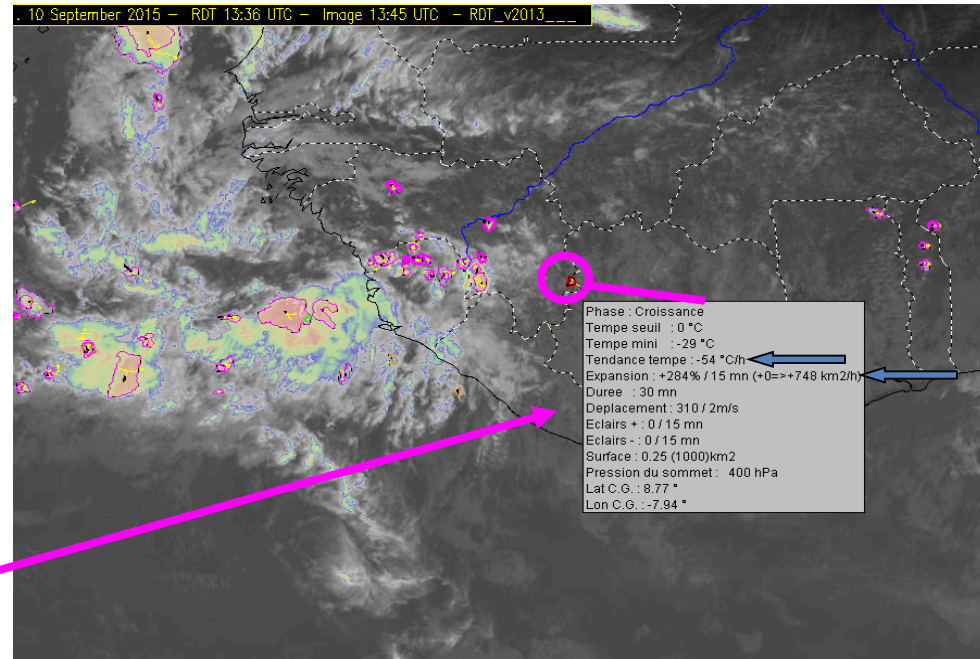 . 10 September 2015 – RDT 13:36 UTC – Image 13:45 UTC – RDT_v2013___
Phase : Croissance
Tempe seuil : 0 °C
Tempe mini : -29 °C
Tendance tempe : -54 °C/h
Expansion : +284% / 15 mn (+0=>+748 km2/h)
Duree : 30 mn
Deplacement : 310 / 2m/s
Eclairs + : 0 / 15 mn
Eclairs - : 0 / 15 mn
Surface : 0.25 (1000)km2
Pression du sommet : 400 hPa
Lat C.G. : 8.77 °
Lon C.G. : -7.94 °